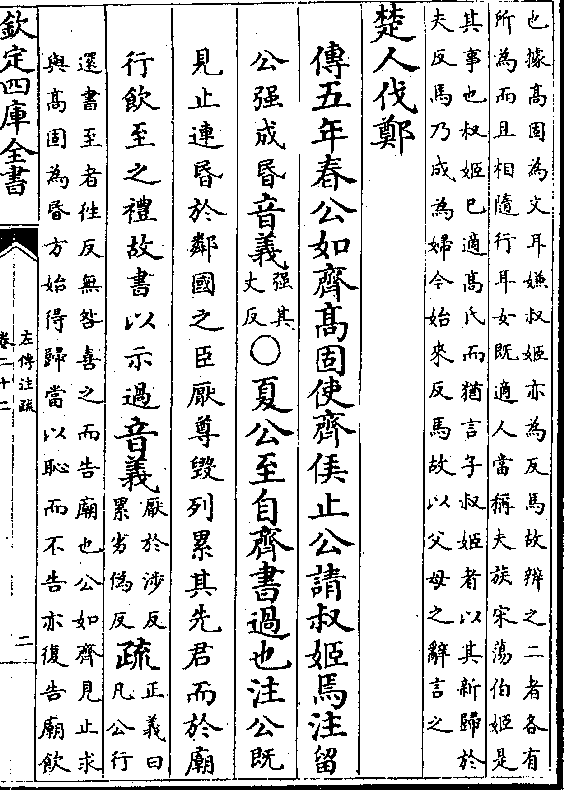 也據高固為文耳嫌叔姬亦為反馬故辨之二者各有
所為而且相隨行耳女既適人當稱夫族宋蕩伯姬是
其事也叔姬已適高氏而猶言子叔姬者以其新歸於
夫反馬乃成為婦今始來反馬故以父母之辭言之
楚人伐鄭
傳五年春公如齊高固使齊侯止公請叔姬焉注留
公强成昏音義强其丈反○夏公至自齊書過也注公既
見止連昏於鄰國之臣厭尊毀列累其先君而於廟
行飲至之禮故書以示過音義厭於渉反累劣偽反疏正義曰凡公行
還書至者徃反無咎喜之而告廟也公如齊見止求
與高固為昏方始得歸當以恥而不告亦復告廟飲
欽定四庫全書
左傳注疏
卷二十二
二